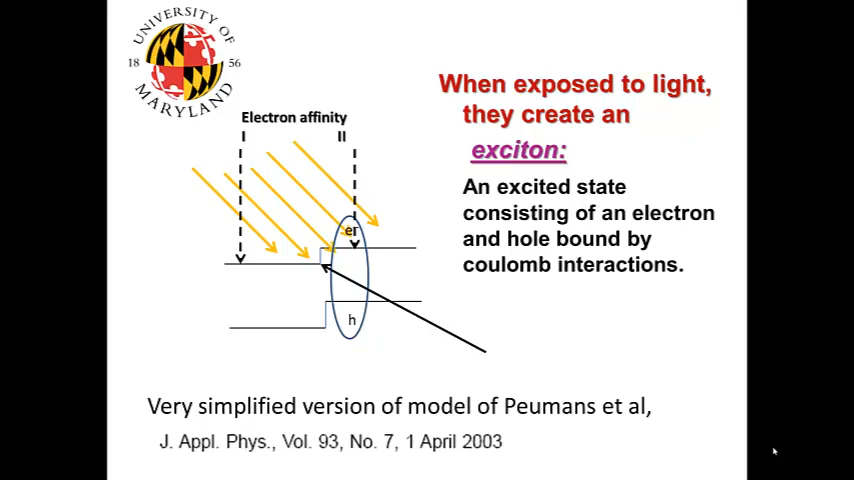 UNIVERSITY OF
18 56
MARYLAND
Electron affinity
I II
When exposed to light,
they create an
exciton:
An excited state
consisting of an electron
and hole bound by
coulomb interactions.
h
Very simplified version of model of Peumans et al,
J. Appl. Phys., Vol. 93, No. 7, 1 April 2003